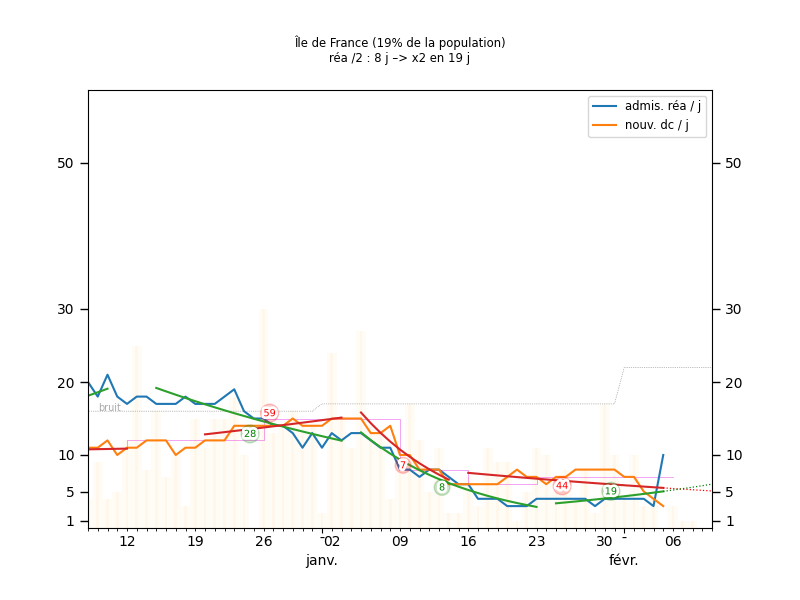 Île de France (19% de la population)
réa /2 : 8 j –> x2 en 19 j
admis. réa / j
nouv. dc / j
50 50
30 30
20 20
bruit
59
28
10 10
7
8
44
19
5 5
1 1
12 19 26 02 09 16 23 30 06
janv. févr.